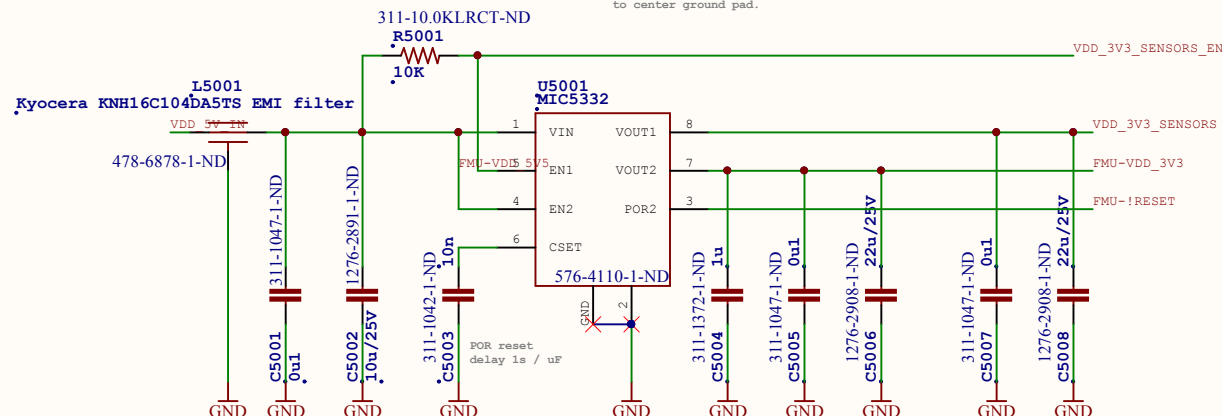 to center ground pad.
311-10.0KLRCT-ND
R5001
10K
VDD_3V3_SENSORS_EN
L5001
Kyocera KNH16C104DA5TS EMI filter
VDD_5V_IN
478-6878-1-ND
U5001
MIC5332
1 VIN VOUT1 8
VDD_3V3_SENSORS
FMU-VDD_5V5
5 EN1 VOUT2 7
FMU-VDD_3V3
4 EN2 POR2 3
FMU-!RESET
6 CSET
576-4110-1-ND
GND
2
311-1047-1-ND
C5001
0u1
1276-2891-1-ND
C5002
10u/25V
10n
311-1042-1-ND
C5003
POR reset
delay 1s / uF
1u
311-1372-1-ND
C5004
0u1
311-1047-1-ND
C5005
22u/25V
1276-2908-1-ND
C5006
0u1
311-1047-1-ND
C5007
22u/25V
1276-2908-1-ND
C5008
GND GND GND GND GND GND GND GND GND GND